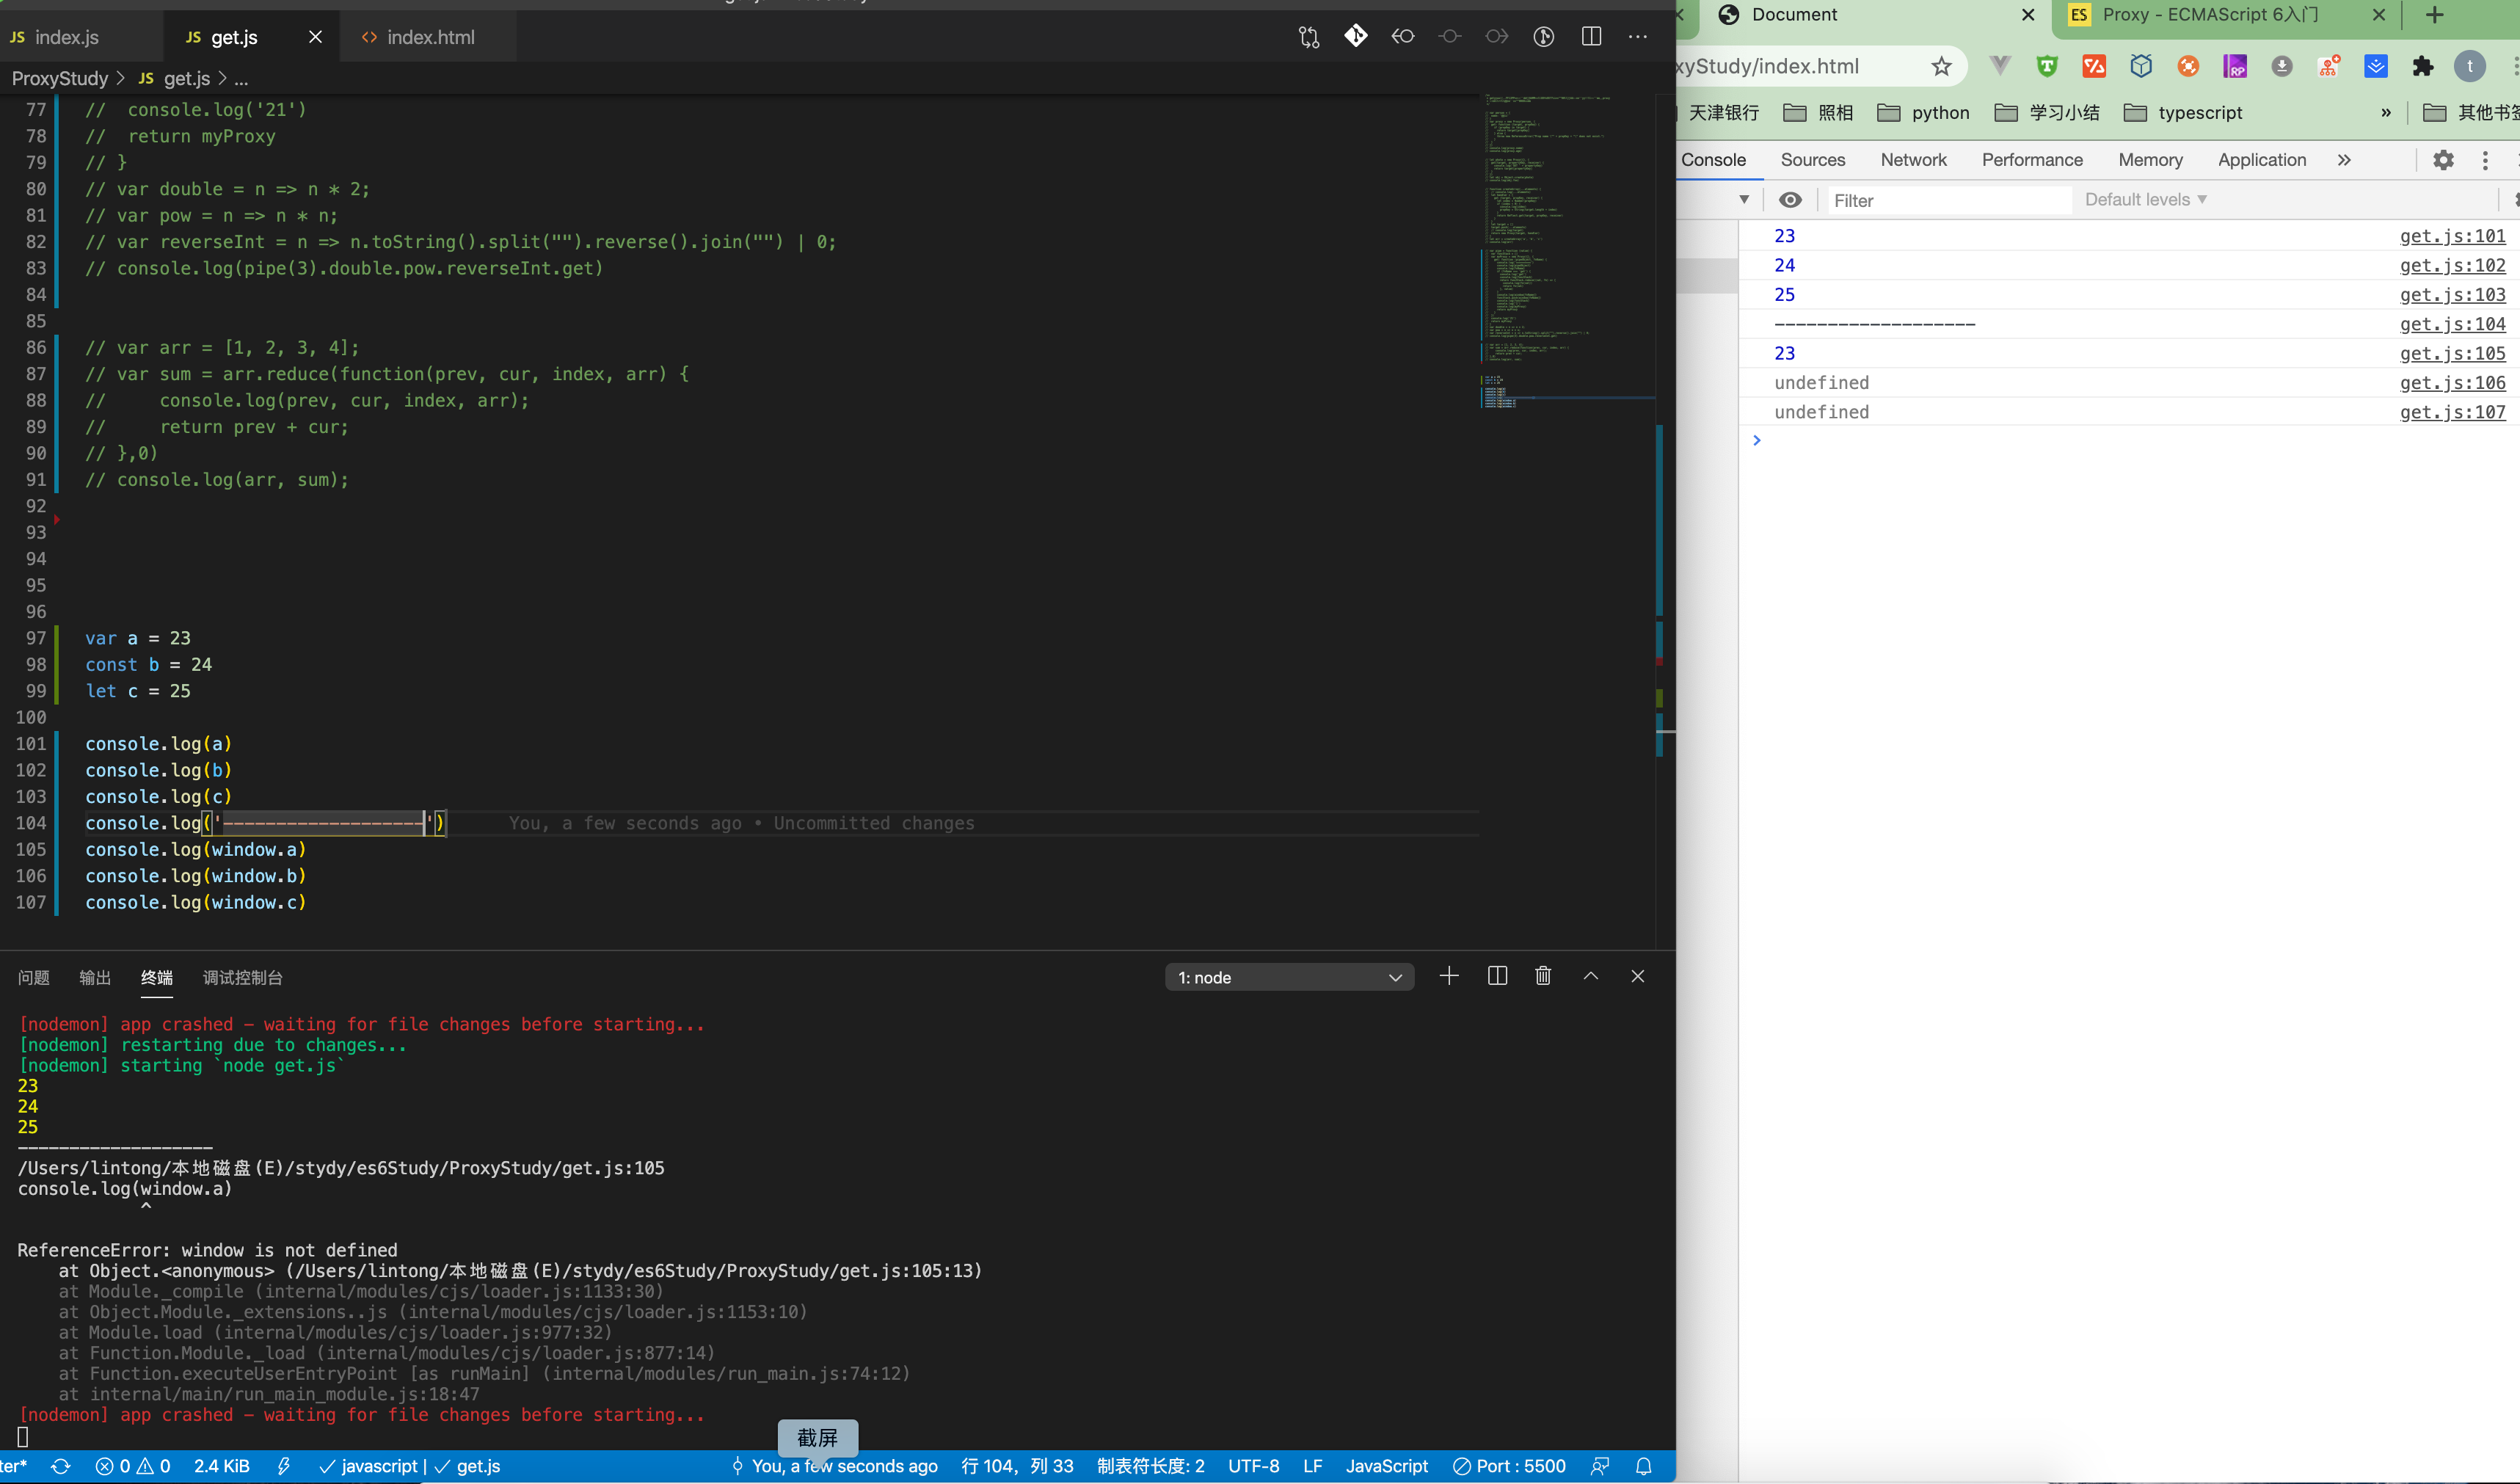 index.js
get.js
index.html
ProxyStudy > JS get.js > ...
77 //  console.log('21')
78 //  return myProxy
79 // }
80 // var double = n => n * 2;
81 // var pow = n => n * n;
82 // var reverseInt = n => n.toString().split("").reverse().join("") | 0;
83 // console.log(pipe(3).double.pow.reverseInt.get)
84
85
86 // var arr = [1, 2, 3, 4];
87 // var sum = arr.reduce(function(prev, cur, index, arr) {
88 //     console.log(prev, cur, index, arr);
89 //     return prev + cur;
90 // },0)
91 // console.log(arr, sum);
92
93
94
95
96
97 var a = 23
98 const b = 24
99 let c = 25
100
101 console.log(a)
102 console.log(b)
103 console.log(c)
104 console.log('-------------------') You, a few seconds ago • Uncommitted changes
105 console.log(window.a)
106 console.log(window.b)
107 console.log(window.c)
问题 输出 终端 调试控制台 1: node
[nodemon] app crashed - waiting for file changes before starting...
[nodemon] restarting due to changes...
[nodemon] starting `node get.js`
23
24
25
-------------------
/Users/lintong/本地磁盘(E)/stydy/es6Study/ProxyStudy/get.js:105
console.log(window.a)
^
ReferenceError: window is not defined
    at Object.<anonymous> (/Users/lintong/本地磁盘(E)/stydy/es6Study/ProxyStudy/get.js:105:13)
    at Module._compile (internal/modules/cjs/loader.js:1133:30)
    at Object.Module._extensions..js (internal/modules/cjs/loader.js:1153:10)
    at Module.load (internal/modules/cjs/loader.js:977:32)
    at Function.Module._load (internal/modules/cjs/loader.js:877:14)
    at Function.executeUserEntryPoint [as runMain] (internal/modules/run_main.js:74:12)
    at internal/main/run_main_module.js:18:47
[nodemon] app crashed - waiting for file changes before starting...
截屏
ter* 0 0 2.4 KiB javascript | get.js You, a few seconds ago 行 104，列 33 制表符长度: 2 UTF-8 LF JavaScript Port : 5500
Document
ES Proxy - ECMAScript 6入门
xyStudy/index.html
t
天津银行 照相 python 学习小结 typescript » 其他书签
Console Sources Network Performance Memory Application »
Filter Default levels
23 get.js:101
24 get.js:102
25 get.js:103
------------------- get.js:104
23 get.js:105
undefined get.js:106
undefined get.js:107